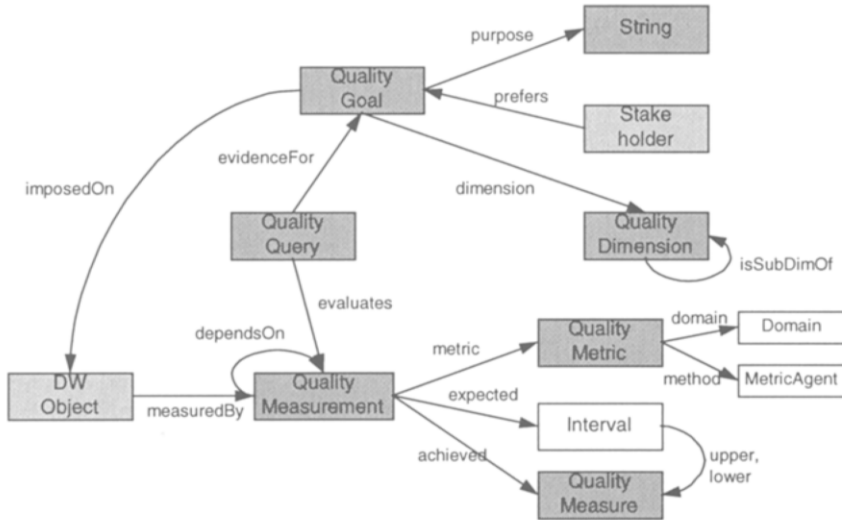 purpose
String
Quality
Goal
prefers
Stake
holder
evidenceFor
imposedOn
dimension
Quality
Query
Quality
Dimension
isSubDimOf
evaluates
dependsOn
metric
Quality
Metric
domain
Domain
DW
Object
measuredBy
Quality
Measurement
expected
method
MetricAgent
Interval
achieved
upper,
lower
Quality
Measure